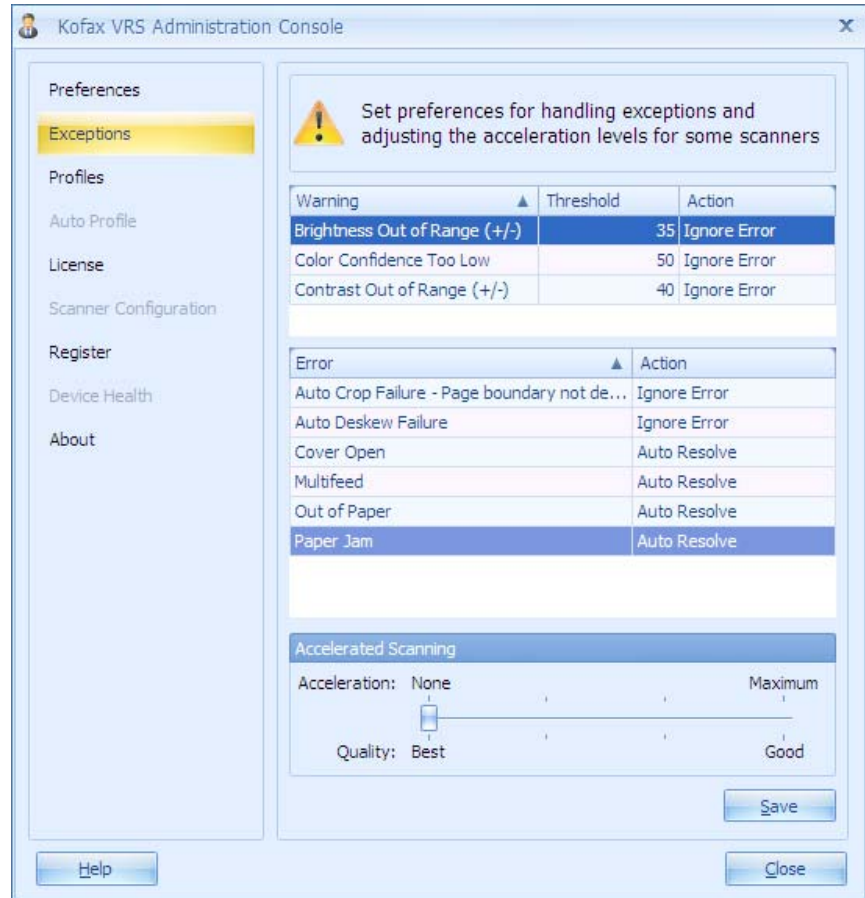 Kofax VRS Administration Console
Preferences
Exceptions
Profiles
Auto Profile
License
Scanner Configuration
Register
Device Health
About
Set preferences for handling exceptions and
adjusting the acceleration levels for some scanners
Warning Threshold Action
Brightness Out of Range (+/-) 35 Ignore Error
Color Confidence Too Low 50 Ignore Error
Contrast Out of Range (+/-) 40 Ignore Error
Error Action
Auto Crop Failure - Page boundary not de... Ignore Error
Auto Deskew Failure Ignore Error
Cover Open Auto Resolve
Multifeed Auto Resolve
Out of Paper Auto Resolve
Paper Jam Auto Resolve
Accelerated Scanning
Acceleration: None Maximum
Quality: Best Good
Save
Help Close